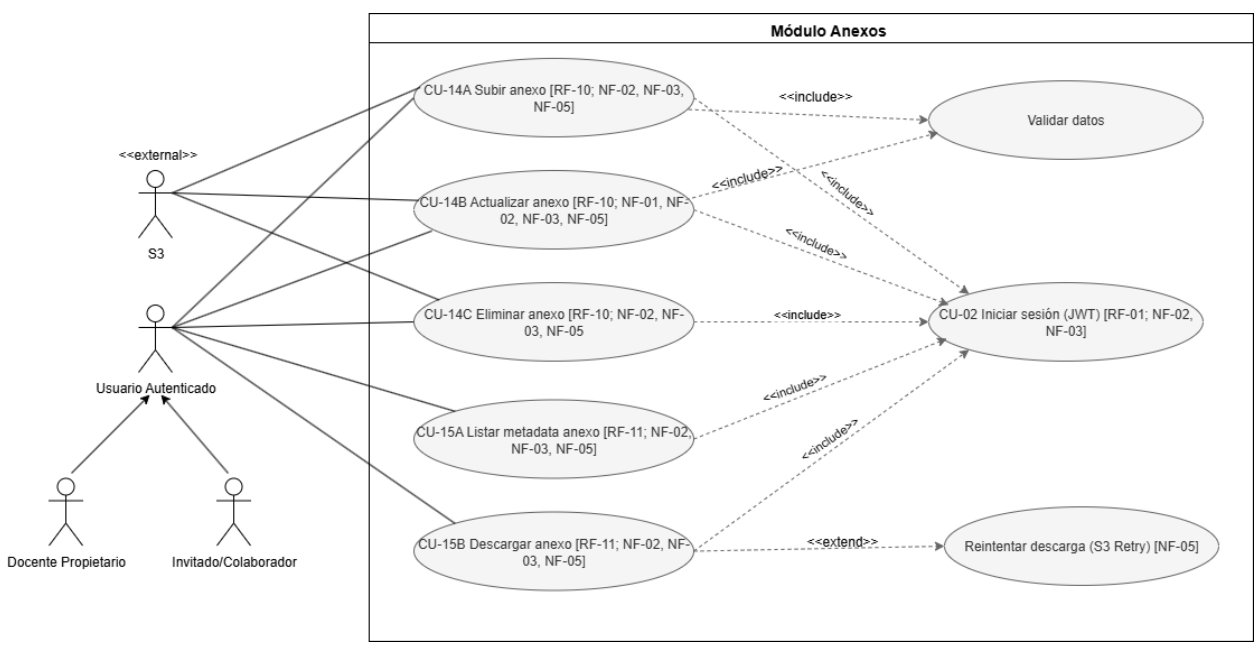 Módulo Anexos
CU-14A Subir anexo [RF-10; NF-02, NF-03,
NF-05]
<<include>>
Validar datos
<<external>>
S3
<<include>>
<<include>>
CU-14B Actualizar anexo [RF-10; NF-01, NF-
02, NF-03, NF-05]
<<include>>
CU-14C Eliminar anexo [RF-10; NF-02, NF-
03, NF-05
<<include>>
CU-02 Iniciar sesión (JWT) [RF-01; NF-02,
NF-03]
Usuario Autenticado
<<include>>
CU-15A Listar metadata anexo [RF-11; NF-02,
NF-03, NF-05]
<<include>>
CU-15B Descargar anexo [RF-11; NF-02, NF-
03, NF-05]
<<extend>>
Reintentar descarga (S3 Retry) [NF-05]
Docente Propietario
Invitado/Colaborador